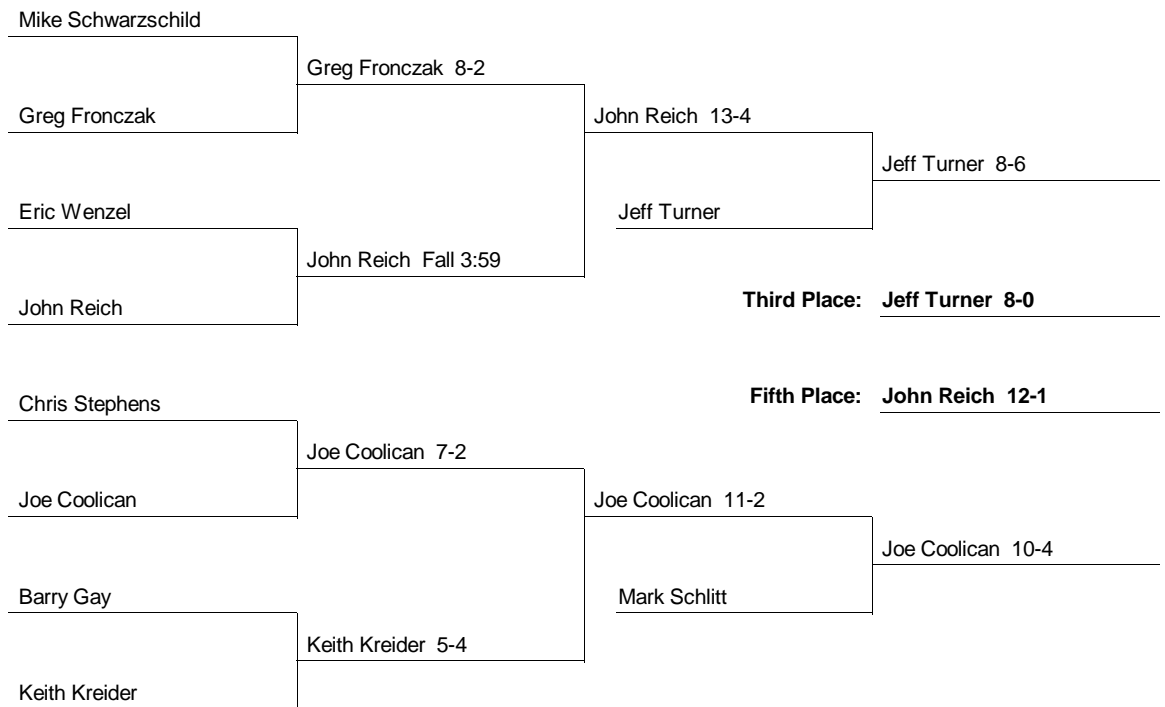 Mike Schwarzschild
Greg Fronczak 8-2
Greg Fronczak
John Reich 13-4
Jeff Turner 8-6
Eric Wenzel
Jeff Turner
John Reich Fall 3:59
John Reich
Third Place: Jeff Turner 8-0
Chris Stephens
Fifth Place: John Reich 12-1
Joe Coolican 7-2
Joe Coolican
Joe Coolican 11-2
Joe Coolican 10-4
Barry Gay
Mark Schlitt
Keith Kreider 5-4
Keith Kreider